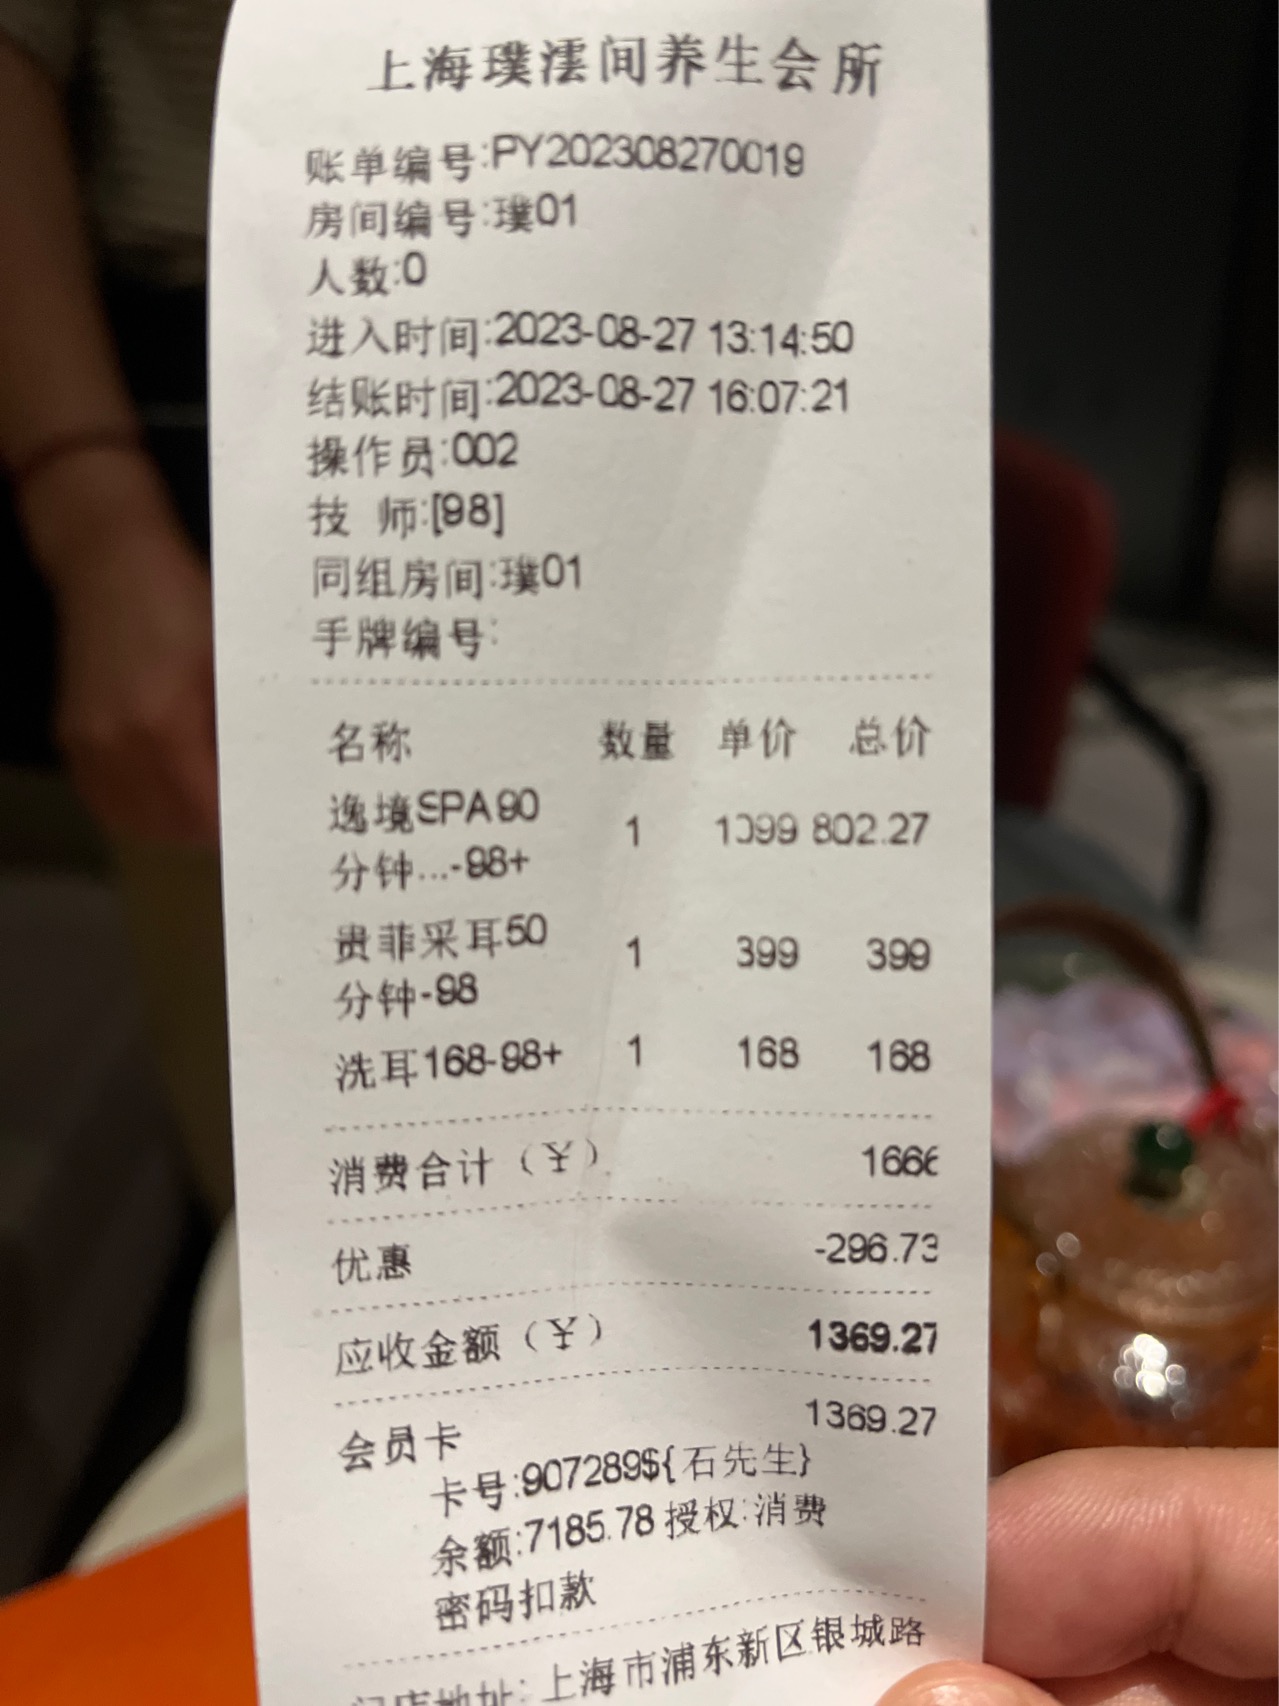 上海璞澐间养生会所
账单编号:PY202308270019
房间编号:璞01
人数:0
进入时间:2023-08-27 13:14:50
结账时间:2023-08-27 16:07:21
操作员:002
技 师:[98]
同组房间:璞01
手牌编号:
名称 数量 单价 总价
逸境SPA90 1 1099 802.27
分钟...-98+
贵菲采耳50 1 399 399
分钟-98
洗耳168-98+ 1 168 168
消费合计（¥） 1666
优惠 -296.73
应收金额（¥） 1369.27
会员卡 1369.27
卡号:907289${石先生}
余额:7185.78 授权:消费
密码扣款
门店地址: 上海市浦东新区银城路